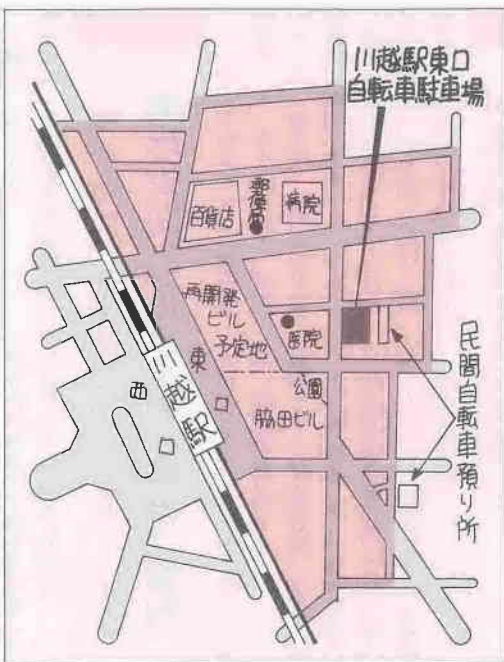 川越駅東口
自転車駐車場
百貨店
郵便局
病院
再開発
ビル
予定地
医院
公園
脇田ビル
東
西
川越駅
民間自転車預り所